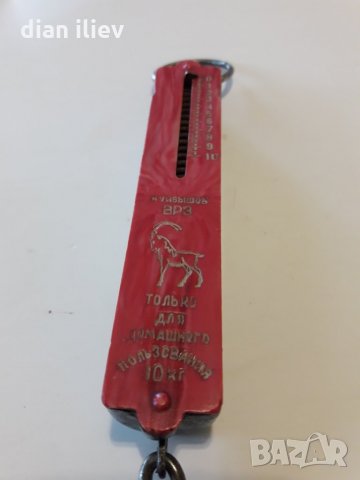 dian iliev
0
1
2
3
4
5
6
7
8
9
10
КУЙБЫШЕВ
ВРЗ
ТОЛЬКО
ДЛЯ
ДОМАШНЕГО
ПОЛЬЗОВАНИЯ
10 КГ
BAZAR